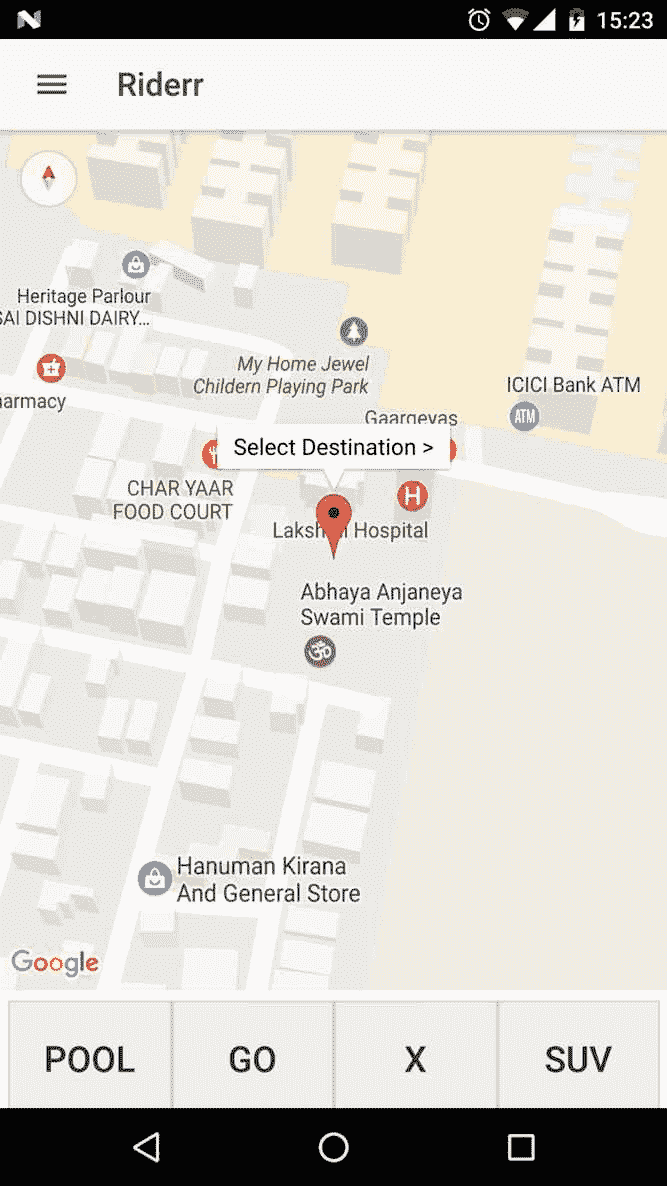 15:23
Riderr
Heritage Parlour
SAI DISHNI DAIRY...
My Home Jewel
Childern Playing Park
ICICI Bank ATM
ATM
Gaargeyas
Select Destination >
CHAR YAAR
FOOD COURT
H
Hospital
Abhaya Anjaneya
Swami Temple
ॐ
Hanuman Kirana
And General Store
Google
POOL
GO
X
SUV